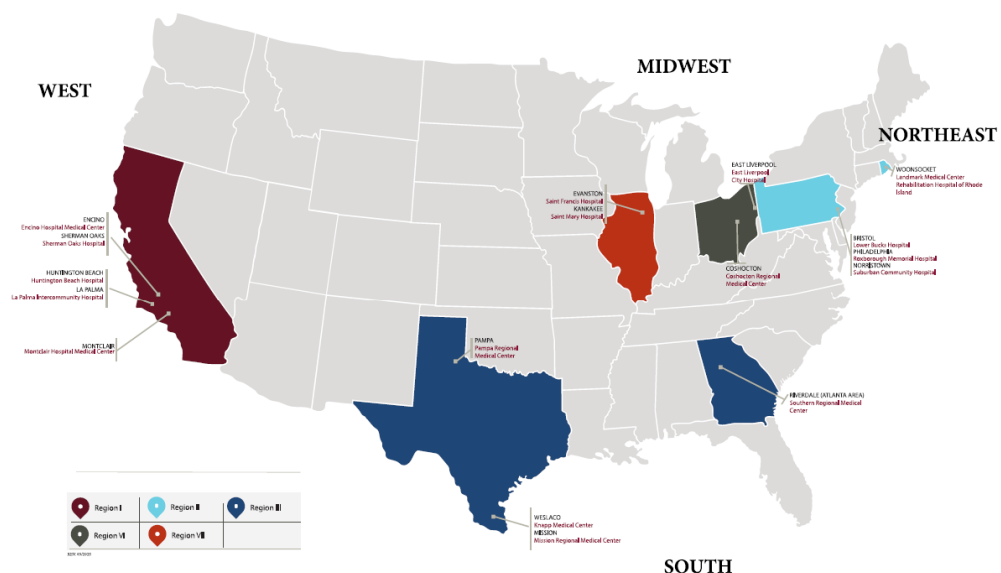 WEST
MIDWEST
NORTHEAST
SOUTH
ENCINO
Encino Hospital Medical Center
SHERMAN OAKS
Sherman Oaks Hospital
HUNTINGTON BEACH
Huntington Beach Hospital
LA PALMA
La Palma Intercommunity Hospital
MONTCLAIR
Montclair Hospital Medical Center
EVANSTON
Saint Francis Hospital
KANKAKEE
Saint Mary Hospital
EAST LIVERPOOL
East Liverpool
City Hospital
COSHOCTON
Coshocton Regional
Medical Center
WOONSOCKET
Landmark Medical Center
Rehabilitation Hospital of Rhode
Island
BRISTOL
Lower Bucks Hospital
PHILADELPHIA
Roxborough Memorial Hospital
NORRISTOWN
Suburban Community Hospital
PAMPA
Pampa Regional
Medical Center
RIVERDALE (ATLANTA AREA)
Southern Regional Medical
Center
WESLACO
Knapp Medical Center
MISSION
Mission Regional Medical Center
Region I
Region II
Region III
Region VI
Region VII